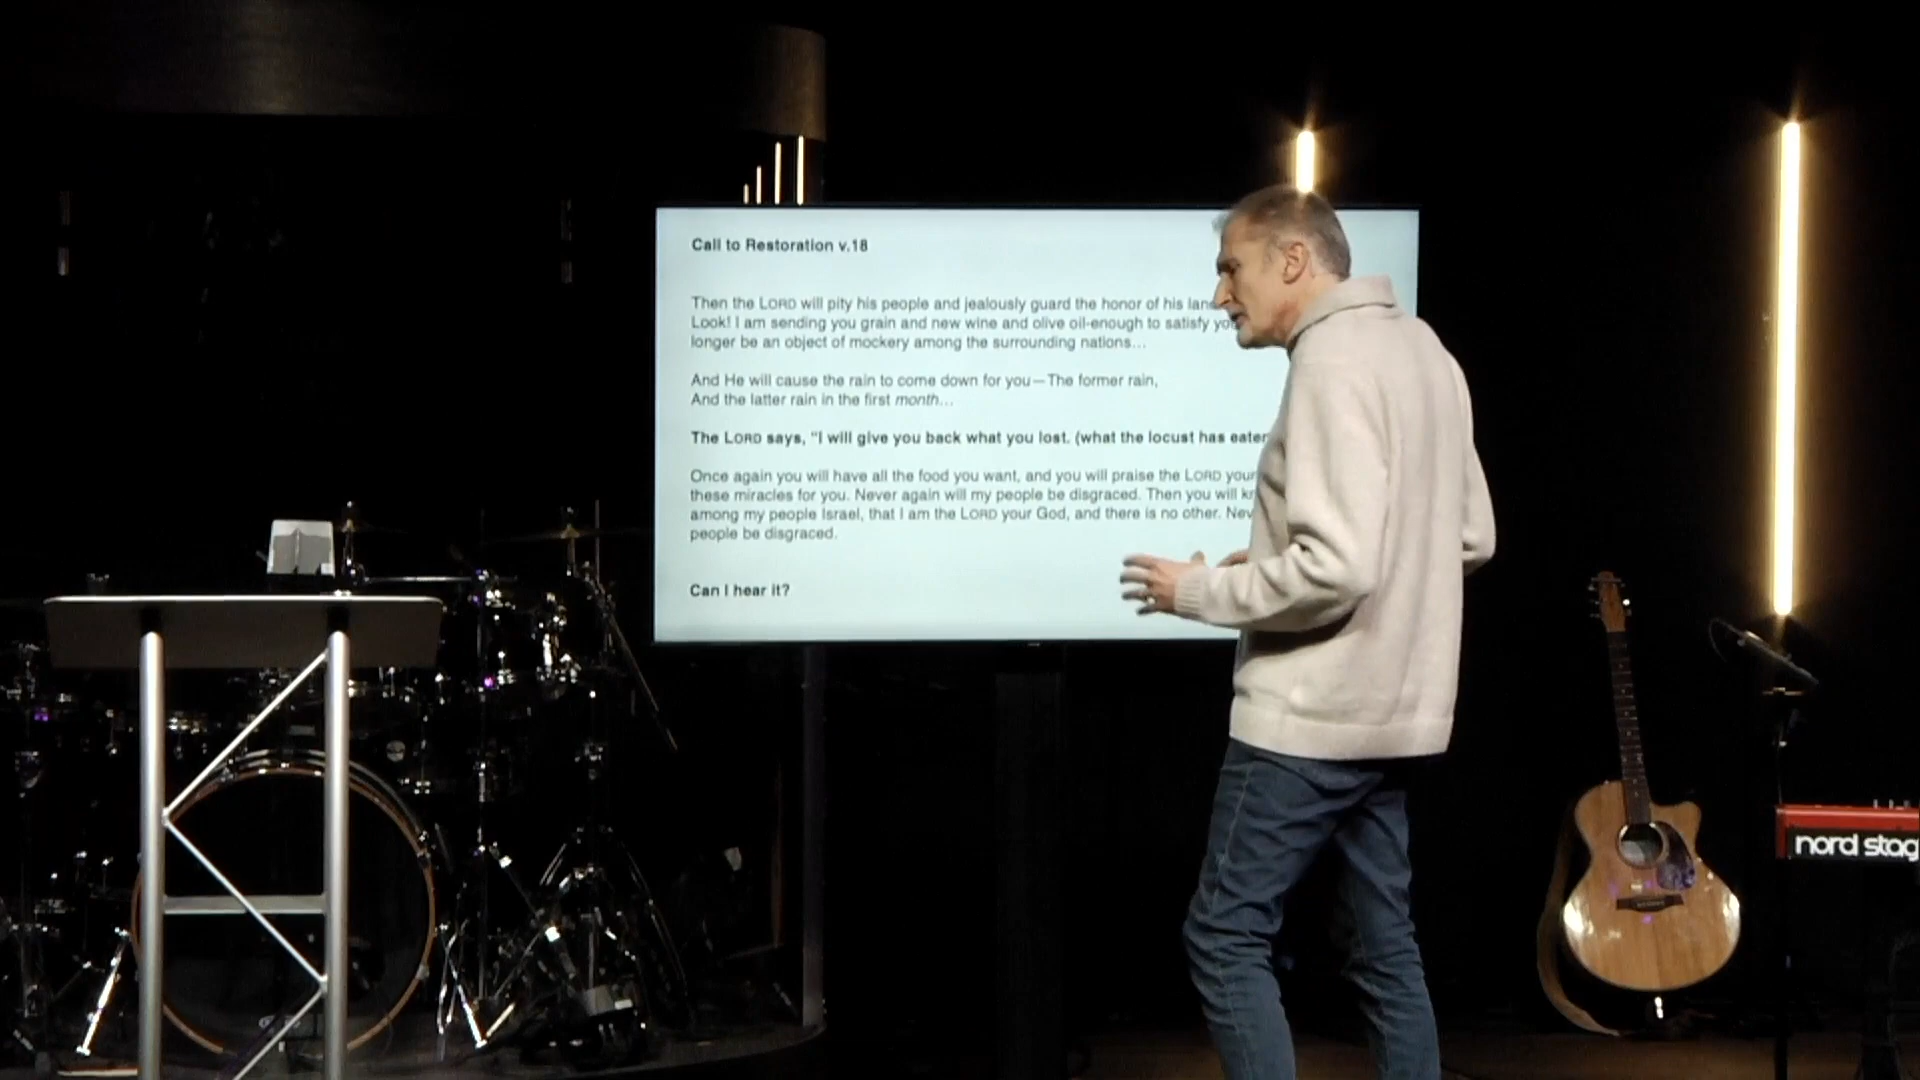 Call to Restoration v.18
Then the LORD will pity his people and jealously guard the honor of his
Look! I am sending you grain and new wine and olive oil-enough to satisfy
longer be an object of mockery among the surrounding nations…
And He will cause the rain to come down for you—The former rain,
And the latter rain in the first month…
The LORD says, “I will give you back what you lost. (what the locust has eaten
Once again you will have all the food you want, and you will praise the LORD your
these miracles for you. Never again will my people be disgraced. Then you will
among my people Israel, that I am the LORD your God, and there is no other.
people be disgraced.
Can I hear it?
nord stag